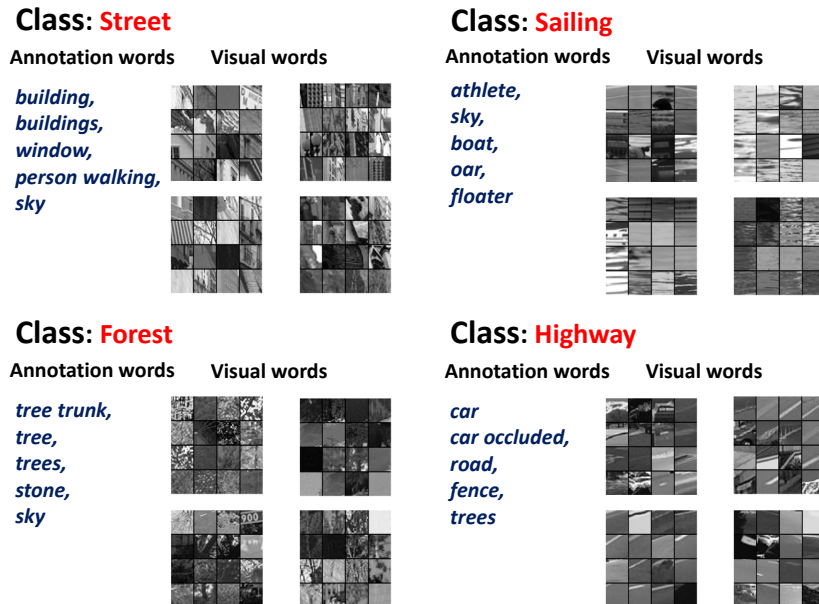 Class: Street
Annotation words Visual words
building,
buildings,
window,
person walking,
sky
Class: Sailing
Annotation words Visual words
athlete,
sky,
boat,
oar,
floater
Class: Forest
Annotation words Visual words
tree trunk,
tree,
trees,
stone,
sky
900
Class: Highway
Annotation words Visual words
car
car occluded,
road,
fence,
trees